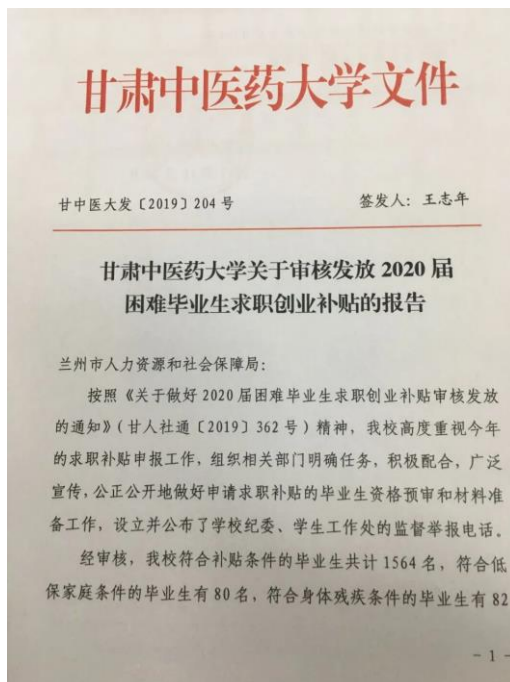 甘肃中医药大学文件
甘中医大发〔2019〕204 号 签发人：王志年
甘肃中医药大学关于审核发放 2020 届
困难毕业生求职创业补贴的报告
兰州市人力资源和社会保障局：
按照《关于做好 2020 届困难毕业生求职创业补贴审核发放
的通知》（甘人社通〔2019〕362 号）精神，我校高度重视今年
的求职补贴申报工作，组织相关部门明确任务，积极配合，广泛
宣传，公正公开地做好申请求职补贴的毕业生资格预审和材料准
备工作，设立并公布了学校纪委、学生工作处的监督举报电话。
经审核，我校符合补贴条件的毕业生共计 1564 名，符合低
保家庭条件的毕业生有 80 名，符合身体残疾条件的毕业生有 82
- 1 -